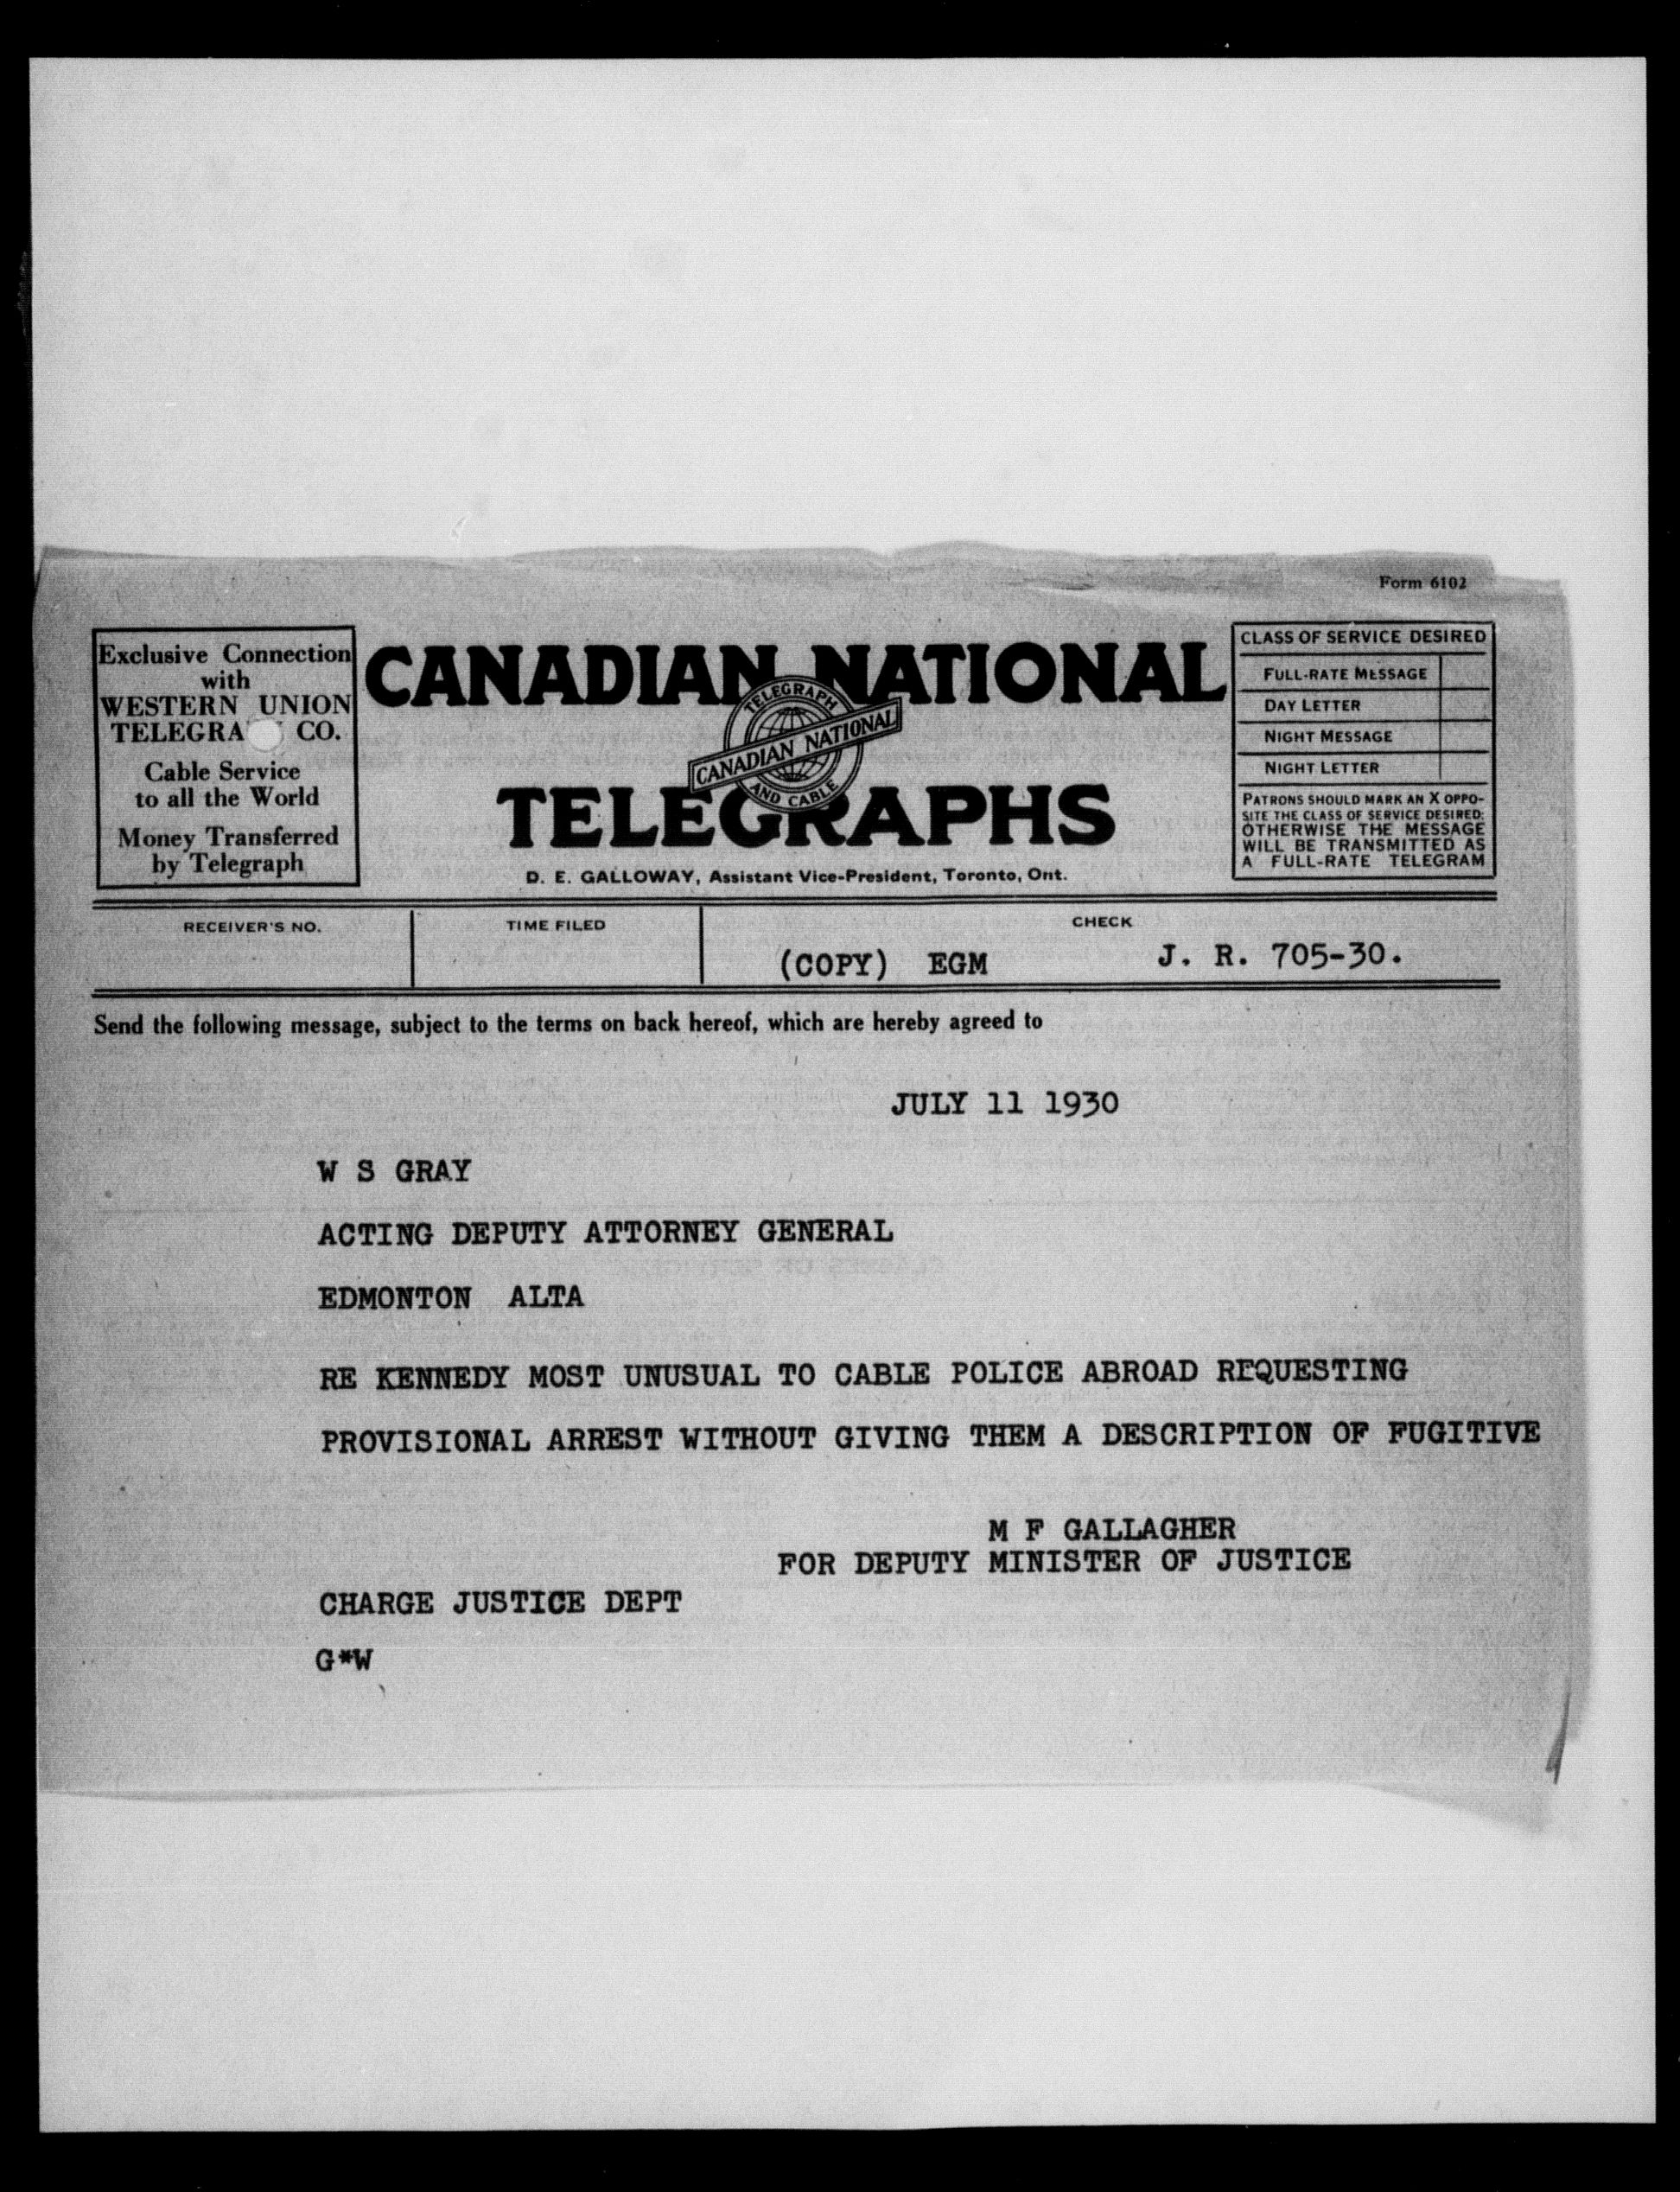 Form 6102
Exclusive Connection
with
WESTERN UNION
TELEGRA CO.
Cable Service
to all the World
Money Transferred
by Telegraph
CANADIAN NATIONAL
TELEGRAPH
CANADIAN NATIONAL
AND CABLE
TELEGRAPHS
D. E. GALLOWAY, Assistant Vice-President, Toronto, Ont.
CLASS OF SERVICE DESIRED
FULL-RATE MESSAGE
DAY LETTER
NIGHT MESSAGE
NIGHT LETTER
PATRONS SHOULD MARK AN X OPPO-
SITE THE CLASS OF SERVICE DESIRED:
OTHERWISE THE MESSAGE
WILL BE TRANSMITTED AS
A FULL-RATE TELEGRAM
RECEIVER'S NO.
TIME FILED
CHECK
(COPY) EGM
J. R. 705-30.
Send the following message, subject to the terms on back hereof, which are hereby agreed to
JULY 11 1930
W S GRAY
ACTING DEPUTY ATTORNEY GENERAL
EDMONTON ALTA
RE KENNEDY MOST UNUSUAL TO CABLE POLICE ABROAD REQUESTING
PROVISIONAL ARREST WITHOUT GIVING THEM A DESCRIPTION OF FUGITIVE
M F GALLAGHER
FOR DEPUTY MINISTER OF JUSTICE
CHARGE JUSTICE DEPT
G*W